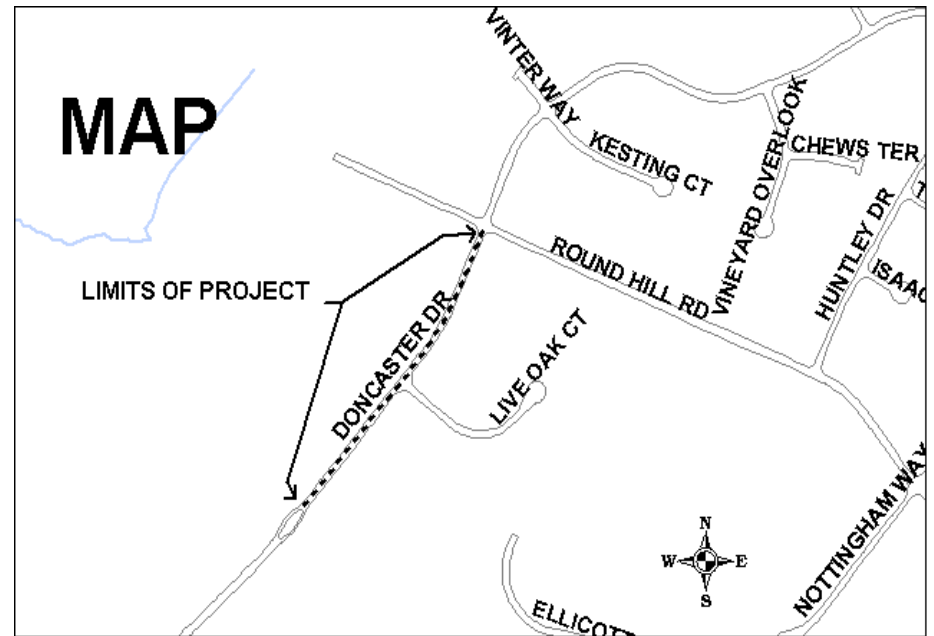 MAP
VINTER WAY
KESTING CT
VINEYARD OVERLOOK
CHEWS TER
HUNTLEY DR
T
ISAAC
ROUND HILL RD
LIMITS OF PROJECT
DONCASTER DR
LIVE OAK CT
NOTTINGHAM WAY
ELLICOTT
N
W E
S